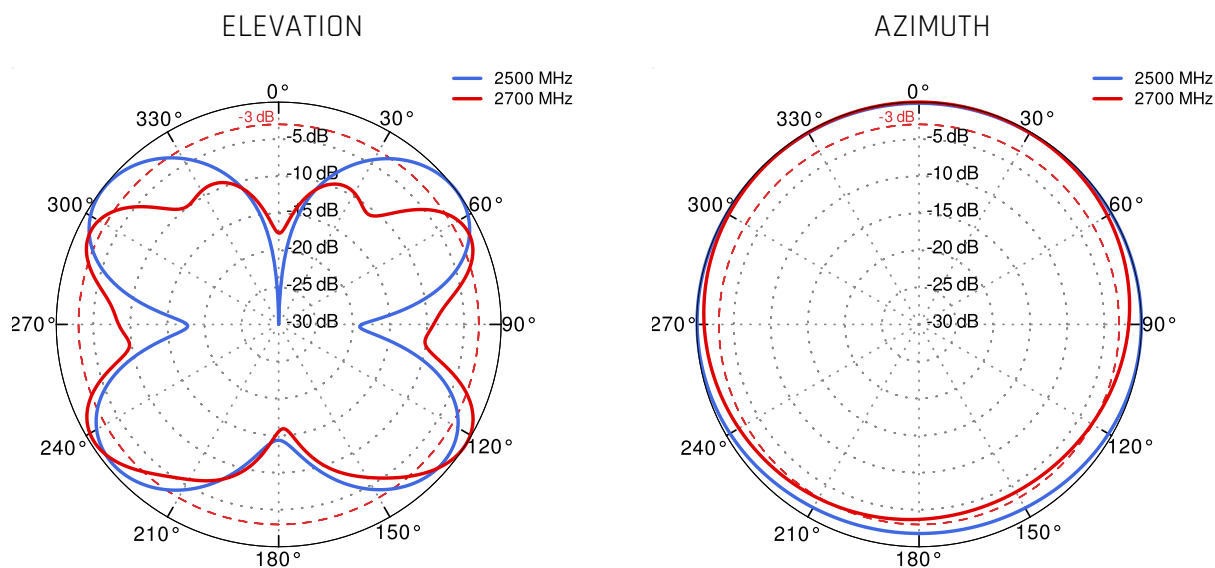 ELEVATION
2500 MHz
2700 MHz
0°
330°
-3 dB
30°
-5 dB
-10 dB
300°
-15 dB
60°
-20 dB
-25 dB
270°
-30 dB
90°
240°
120°
210°
150°
180°
AZIMUTH
2500 MHz
2700 MHz
0°
330°
-3 dB
30°
-5 dB
-10 dB
300°
-15 dB
60°
-20 dB
-25 dB
270°
-30 dB
90°
240°
120°
210°
150°
180°